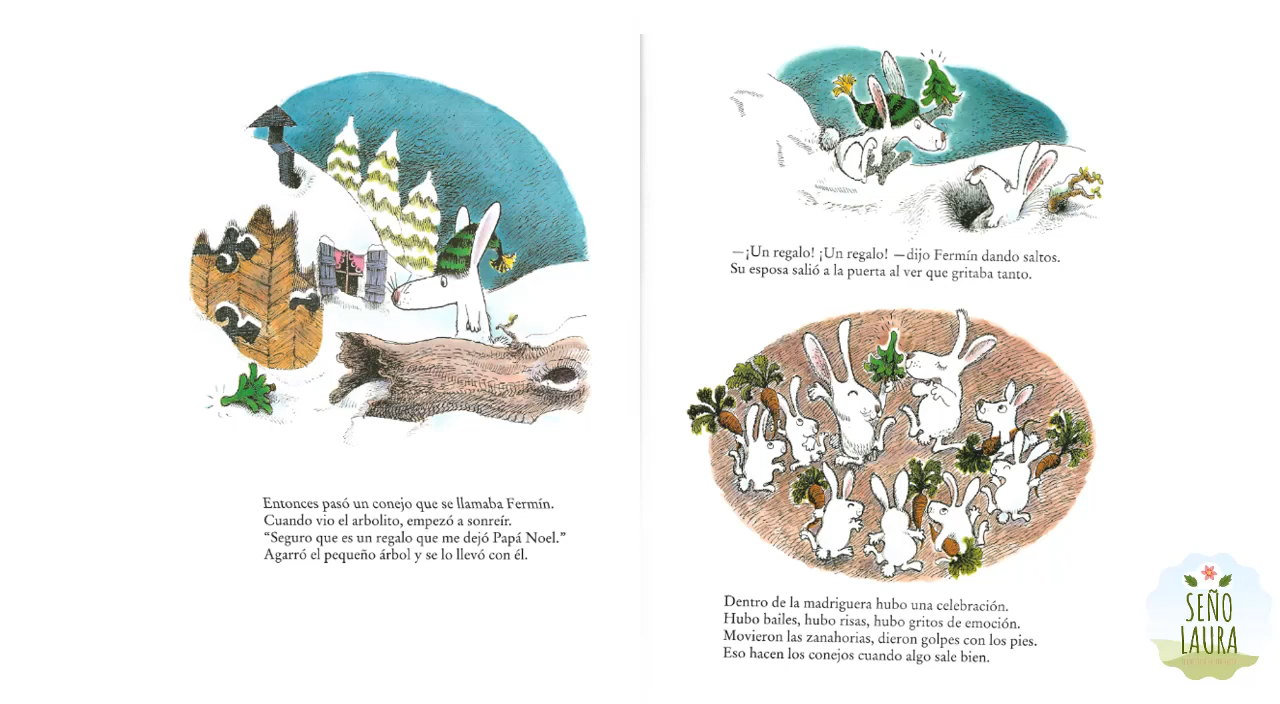 Entonces pasó un conejo que se llamaba Fermín.
Cuando vio el arbolito, empezó a sonreír.
“Seguro que es un regalo que me dejó Papá Noel.”
Agarró el pequeño árbol y se lo llevó con él.
—¡Un regalo! ¡Un regalo! —dijo Fermín dando saltos.
Su esposa salió a la puerta al ver que gritaba tanto.
Dentro de la madriguera hubo una celebración.
Hubo bailes, hubo risas, hubo gritos de emoción.
Movieron las zanahorias, dieron golpes con los pies.
Eso hacen los conejos cuando algo sale bien.
SEÑO
LAURA